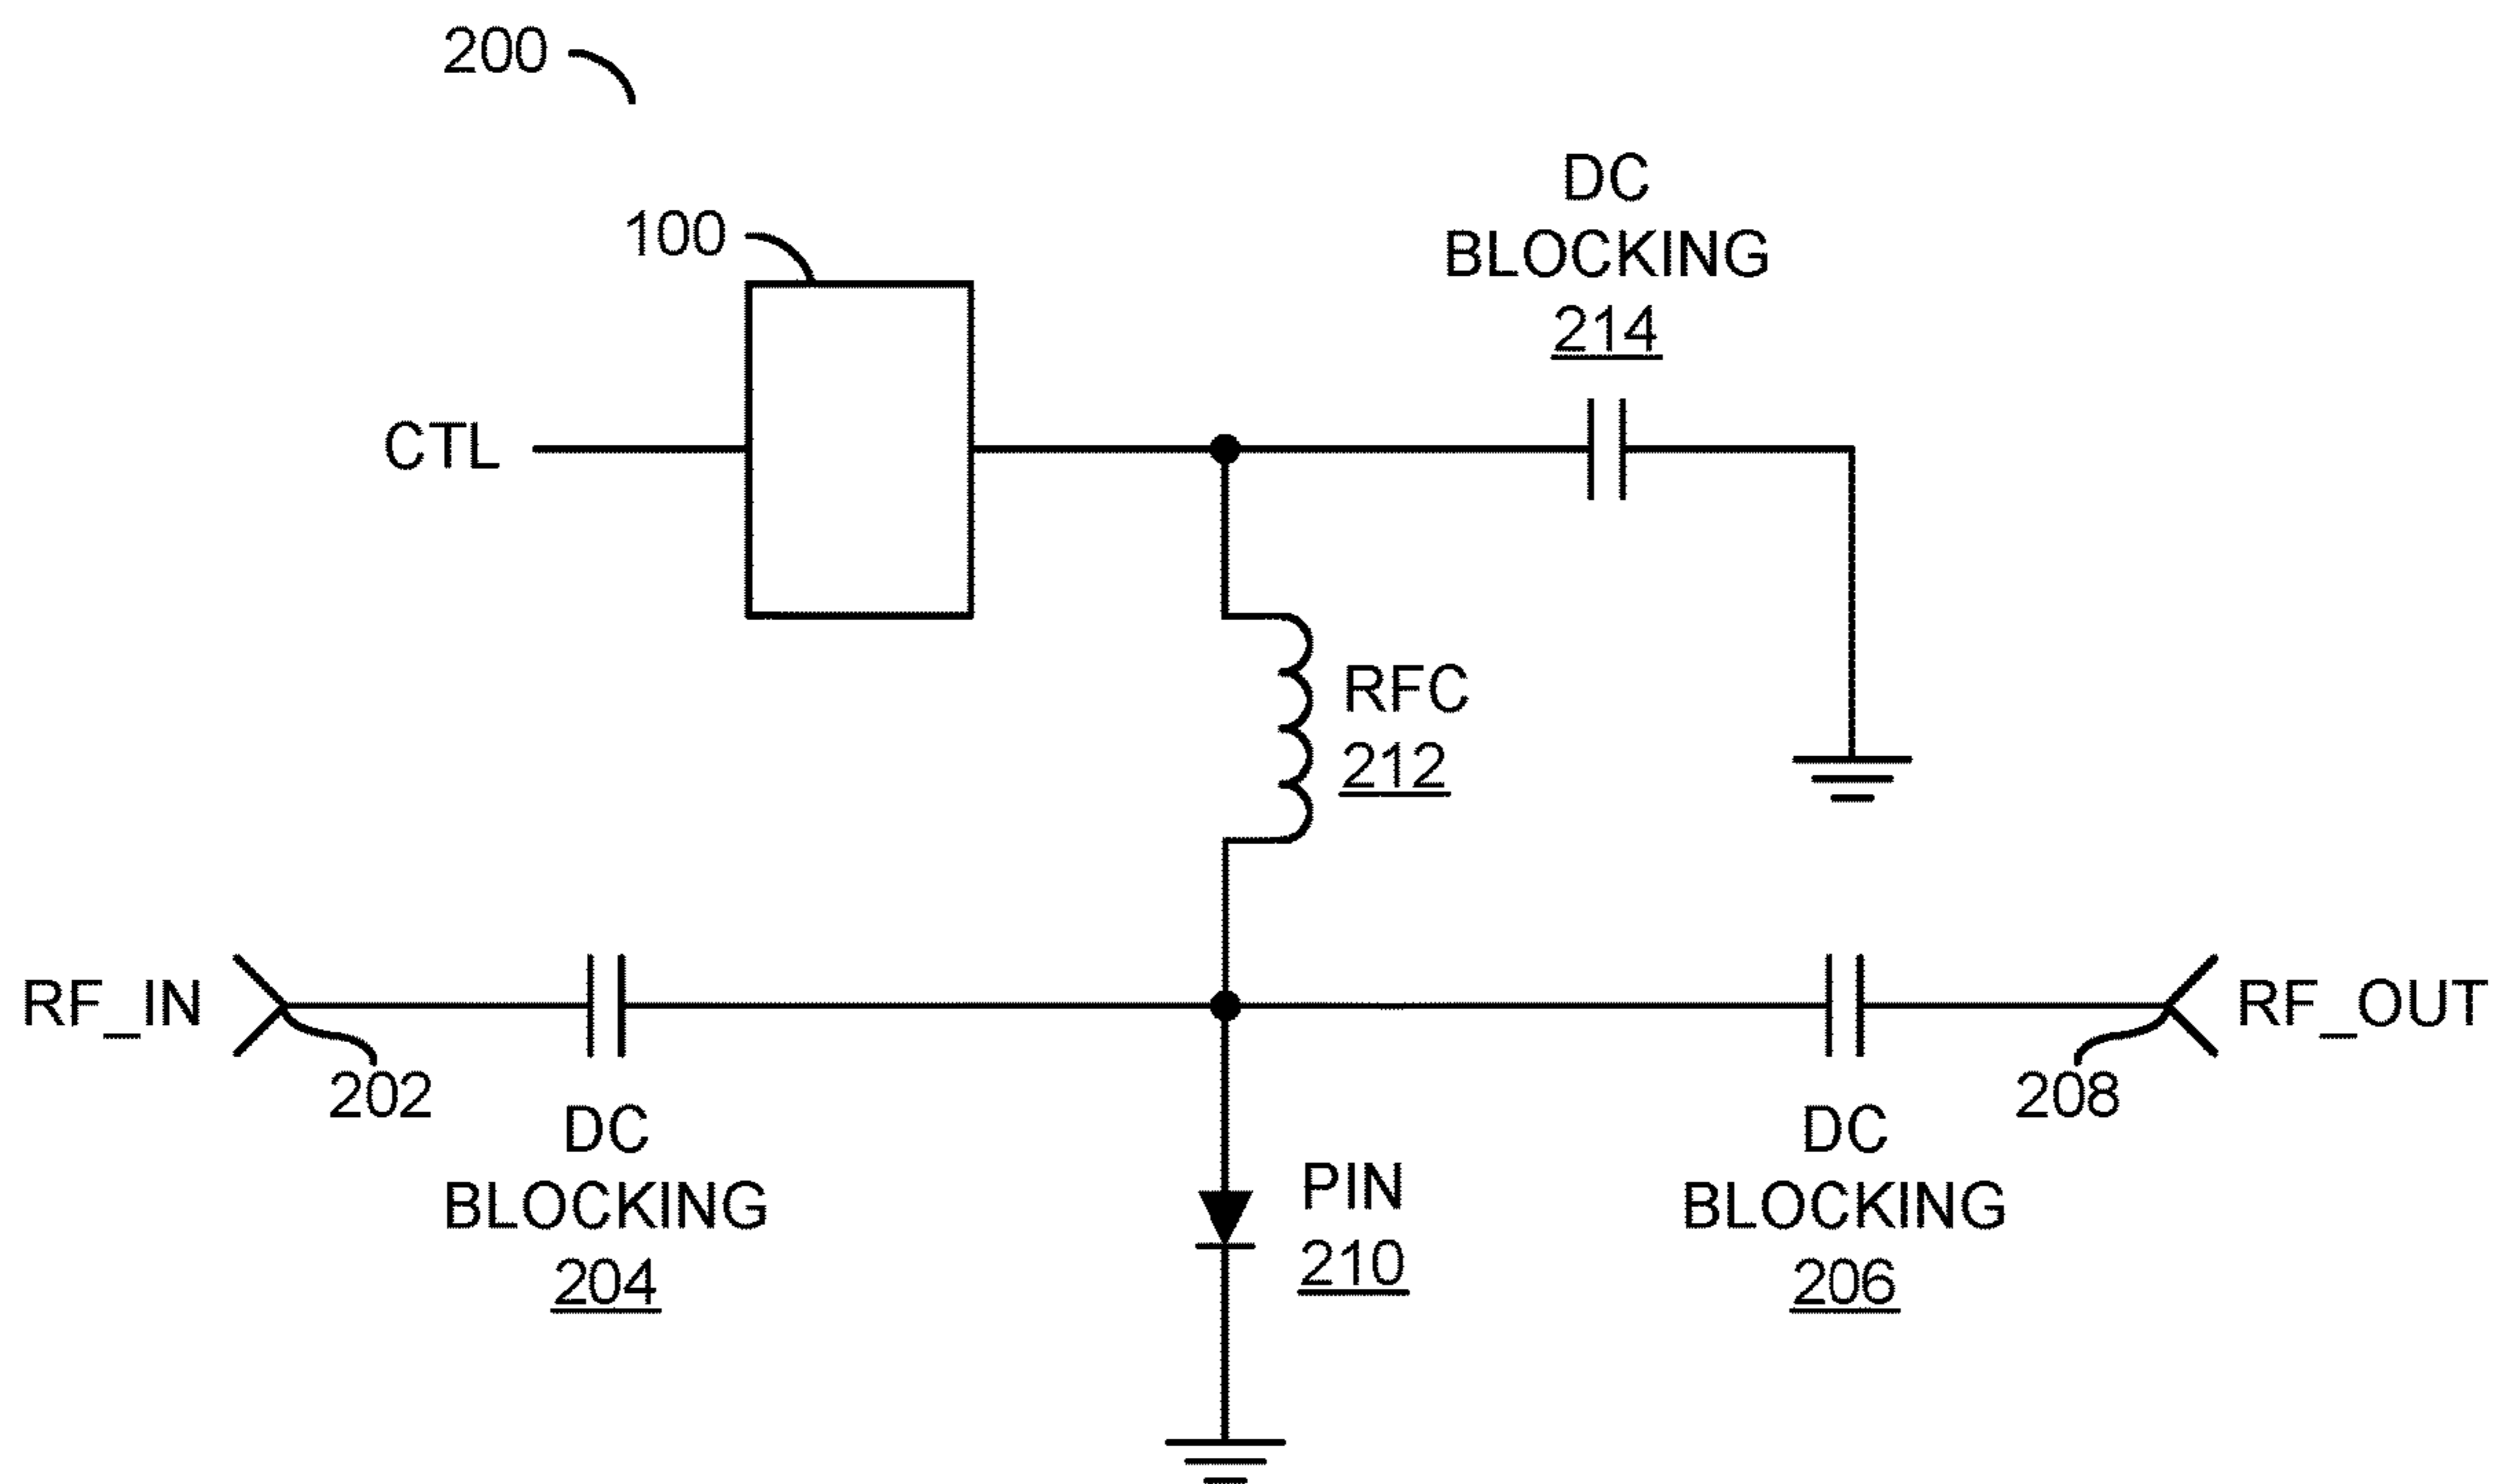 200
100
DC
BLOCKING
214
CTL
RFC
212
RF_IN
RF_OUT
202
208
DC
BLOCKING
204
PIN
210
DC
BLOCKING
206